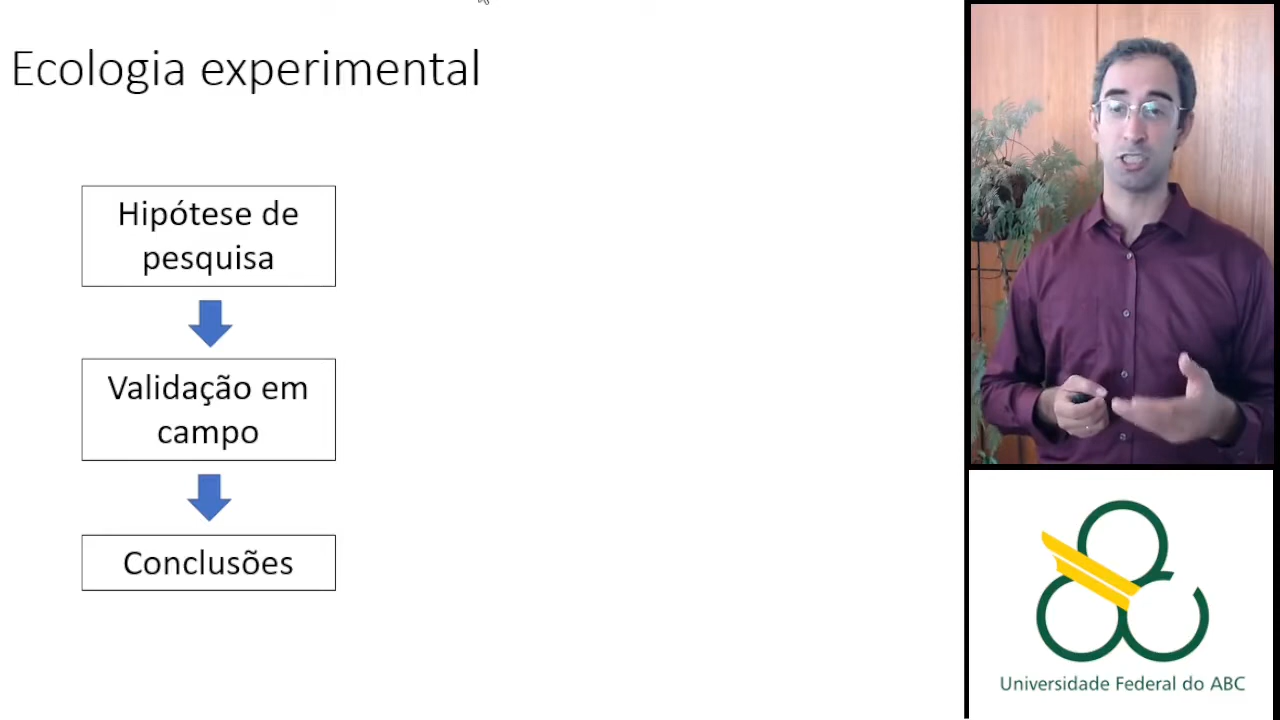 Ecologia experimental
Hipótese de
pesquisa
Validação em
campo
Conclusões
Universidade Federal do ABC